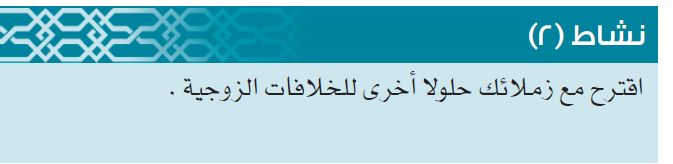 نشاط (٢)
اقترح مع زملائك حلولا أخرى للخلافات الزوجية .